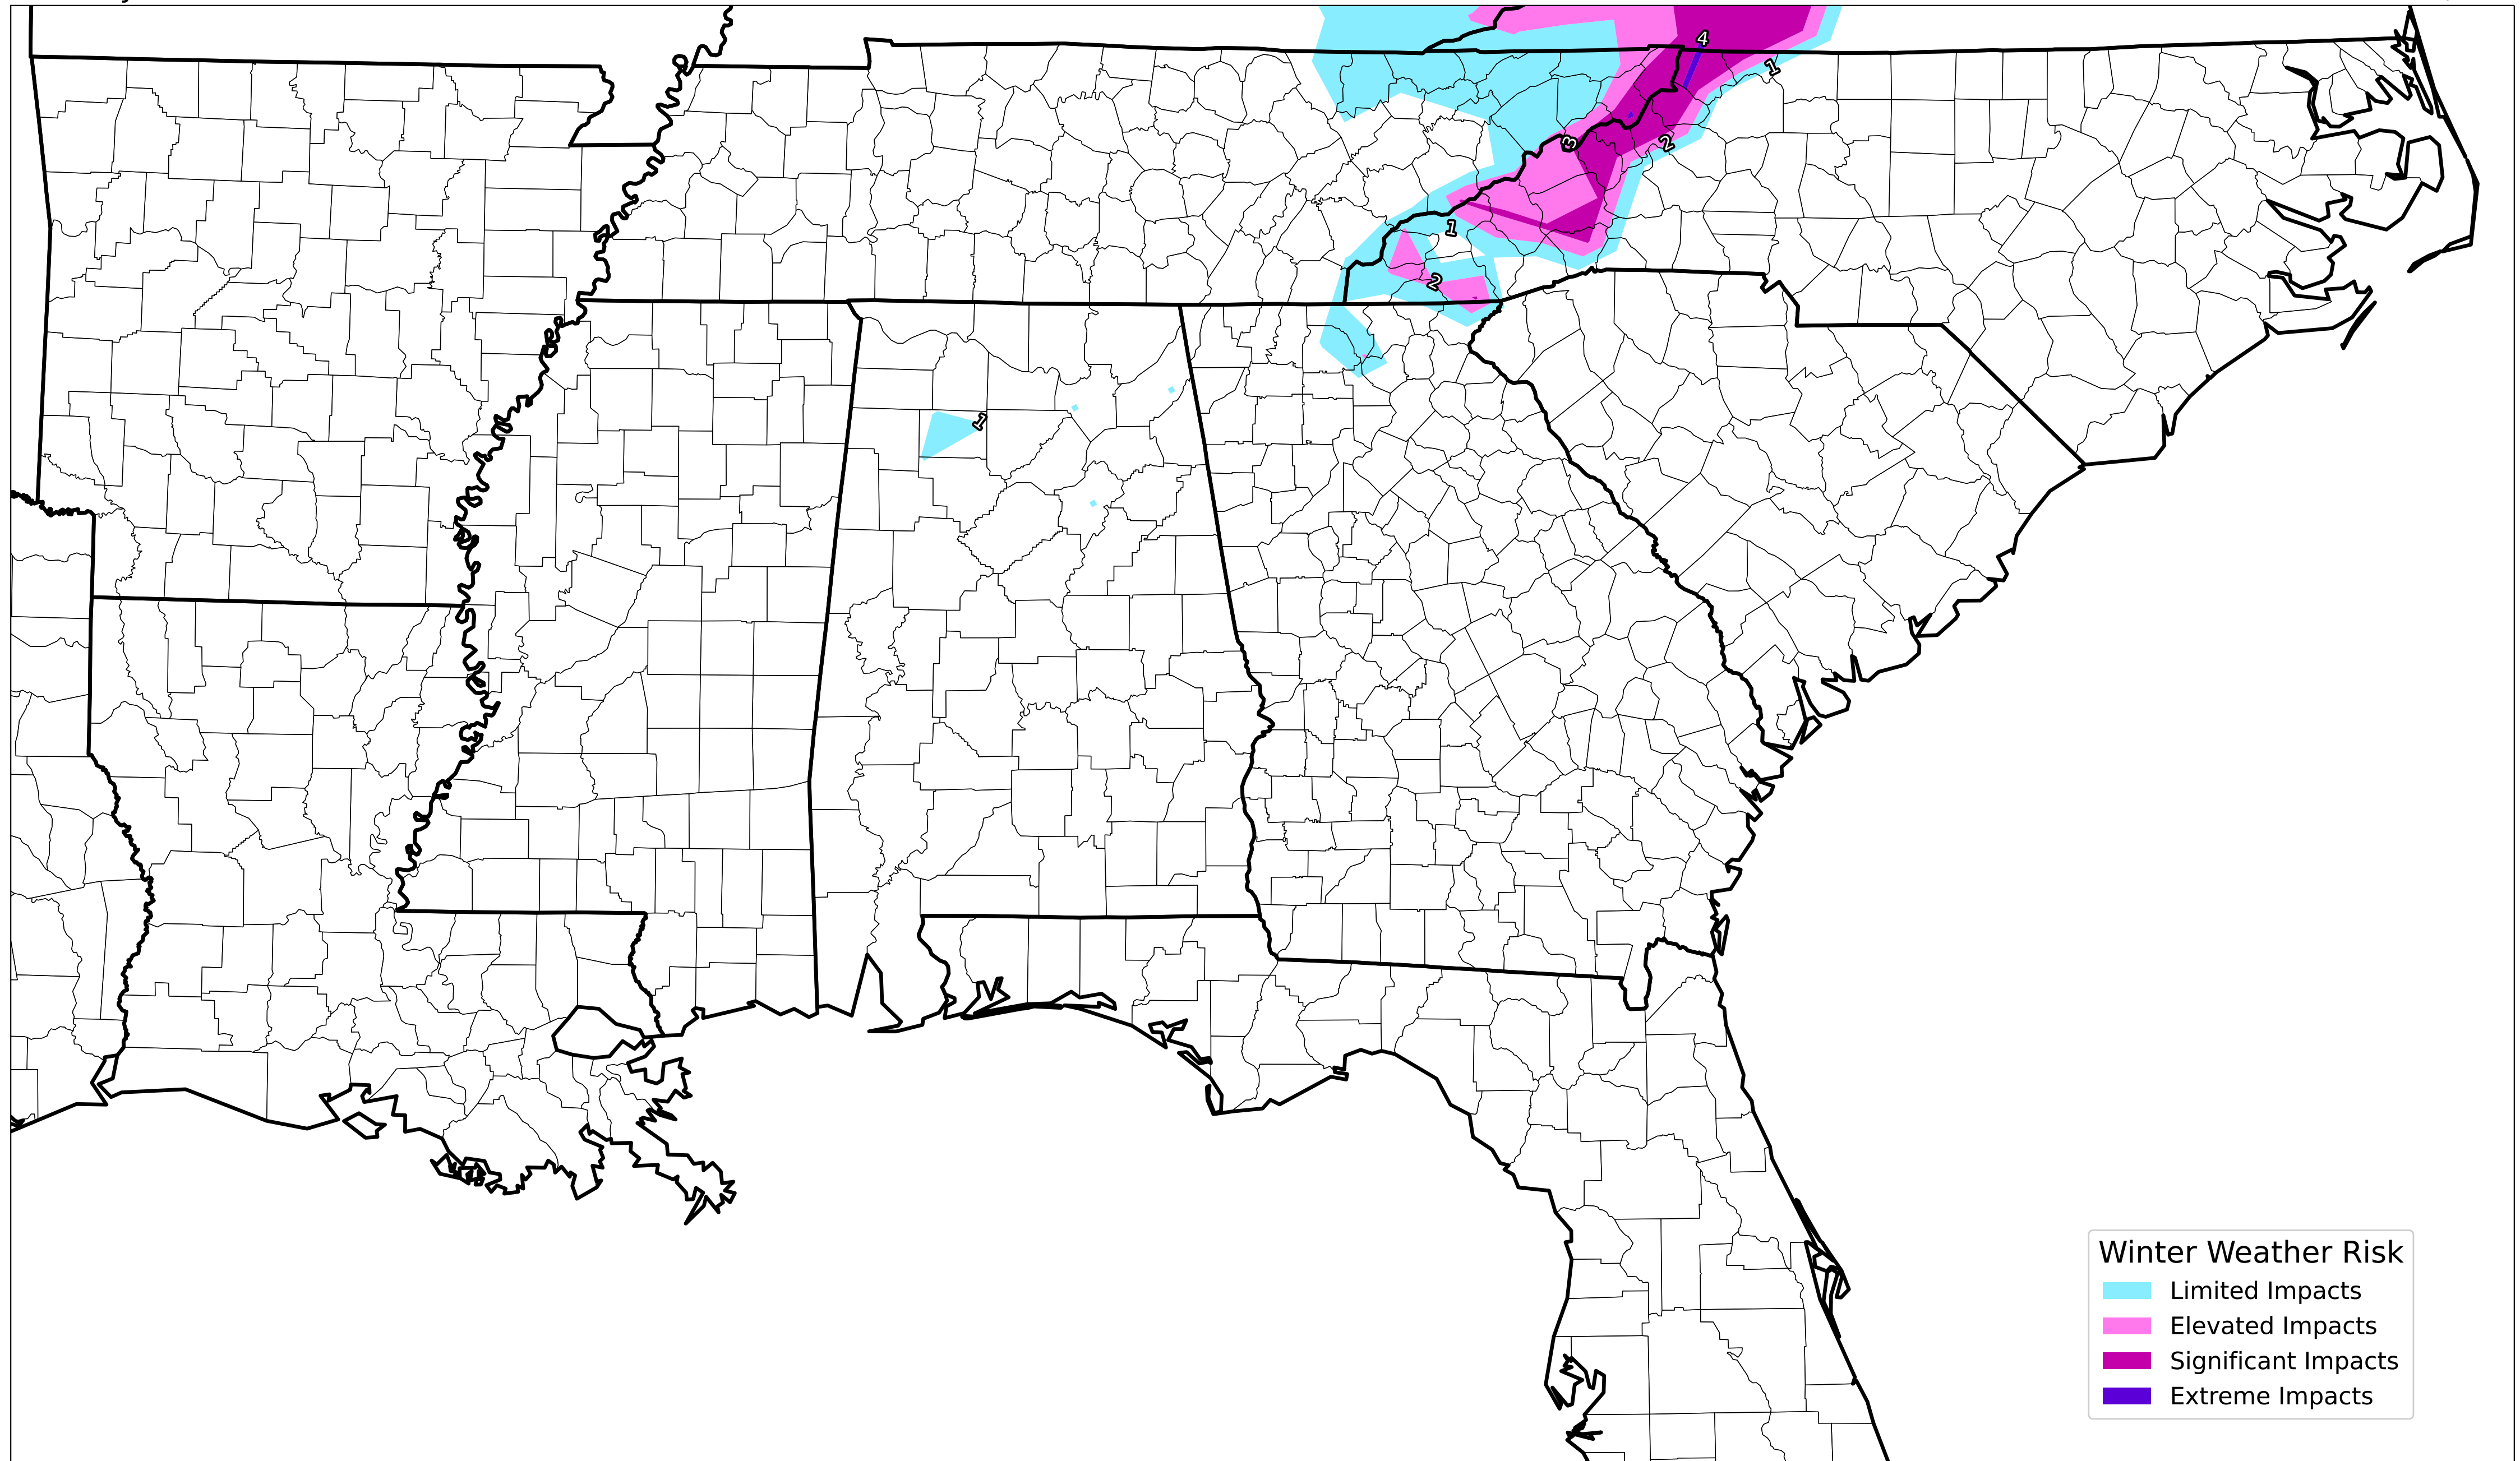 4
1
3
2
1
2
1
Winter Weather Risk
Limited Impacts
Elevated Impacts
Significant Impacts
Extreme Impacts